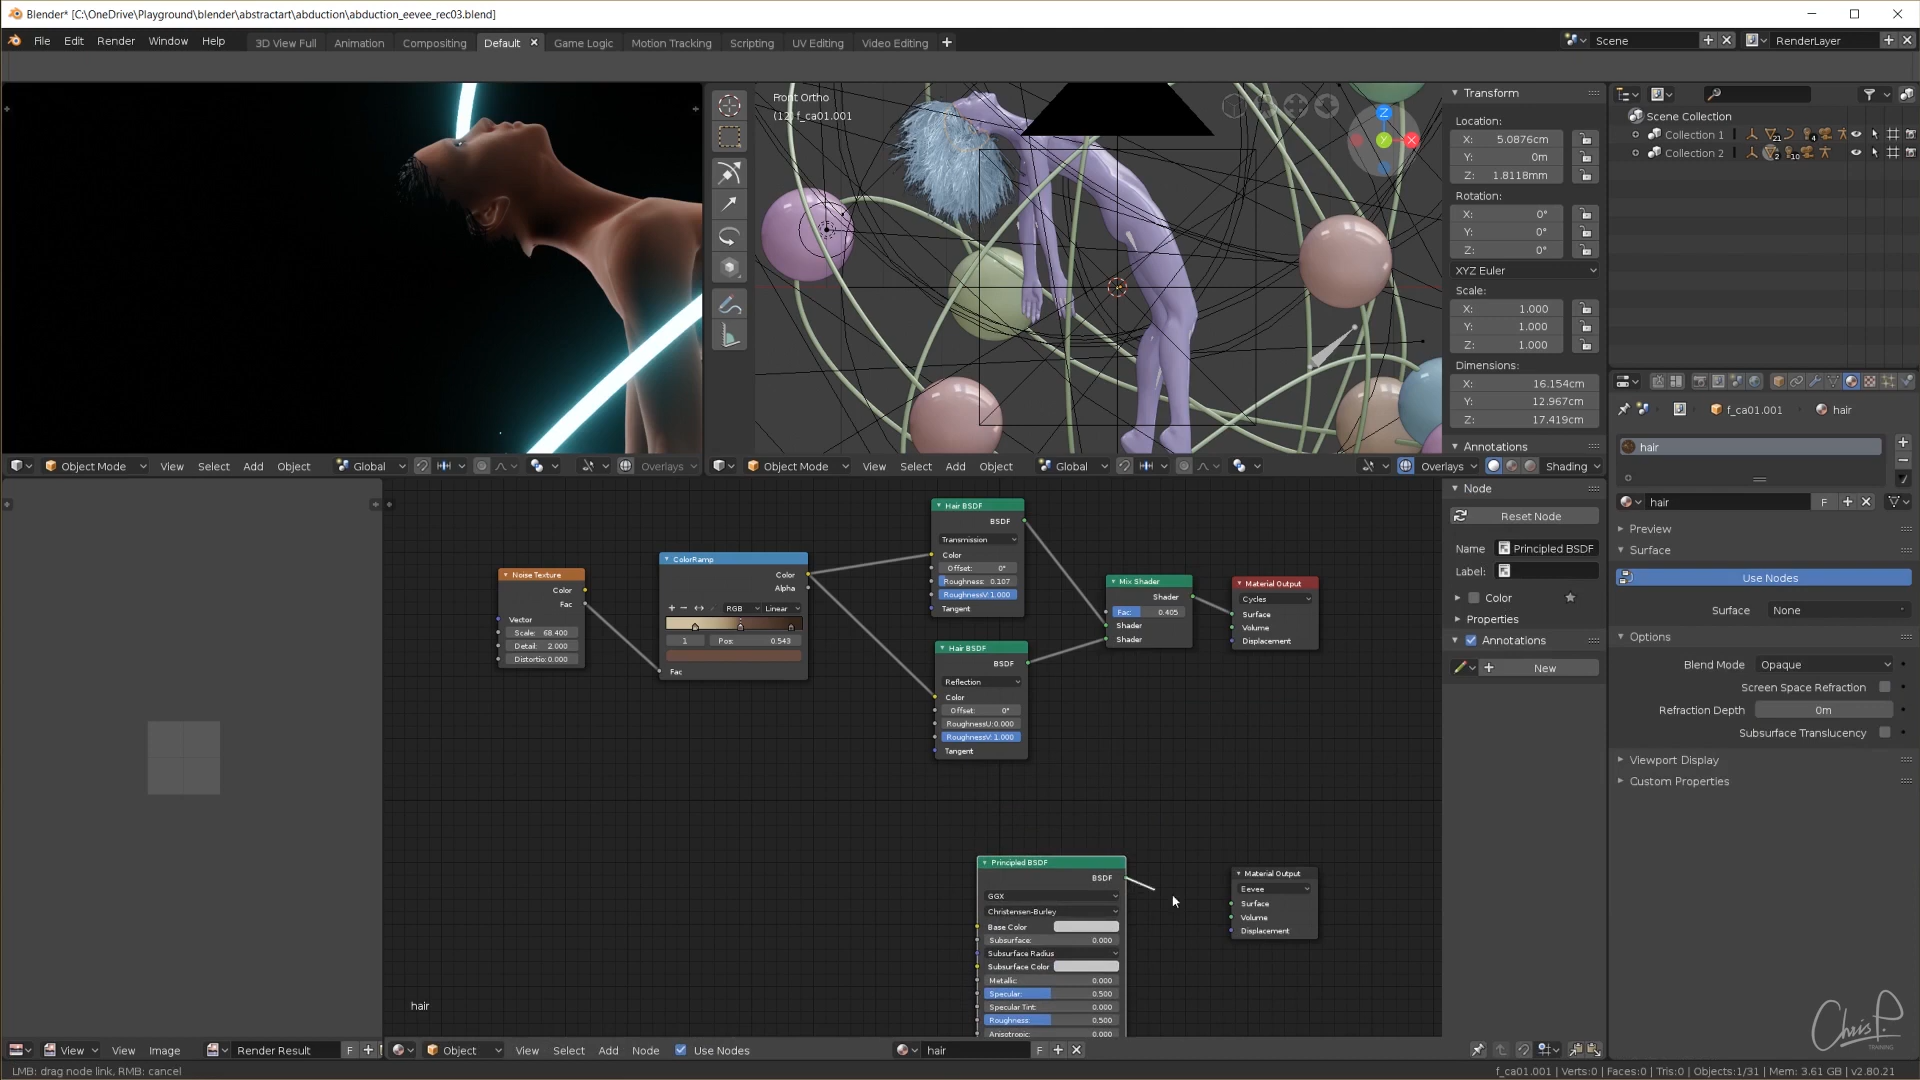 Blender* [C:\OneDrive\Playground\blender\abstractart\abduction\abduction_eevee_rec03.blend]
File Edit Render Window Help
3D View Full Animation Compositing Default Game Logic Motion Tracking Scripting UV Editing Video Editing
Scene
RenderLayer
Front Ortho
(12) f_ca01.001
Z
Y
X
Object Mode View Select Add Object Global Overlays
Object Mode View Select Add Object Global Overlays Shading
Transform
Location:
X: 5.0876cm
Y: 0m
Z: 1.8118mm
Rotation:
X: 0°
Y: 0°
Z: 0°
XYZ Euler
Scale:
X: 1.000
Y: 1.000
Z: 1.000
Dimensions:
X: 16.154cm
Y: 12.967cm
Z: 17.419cm
Annotations
Scene Collection
Collection 1 21 4
Collection 2 2 10
f_ca01.001 hair
hair
hair F
Preview
Surface
Use Nodes
Surface None
Options
Blend Mode Opaque
Screen Space Refraction
Refraction Depth 0m
Subsurface Translucency
Viewport Display
Custom Properties
Noise Texture
Color
Fac
Vector
Scale: 68.400
Detail: 2.000
Distortio:0.000
ColorRamp
Color
Alpha
RGB Linear
1 Pos: 0.543
Fac
Hair BSDF
BSDF
Transmission
Color
Offset: 0°
Roughness: 0.107
RoughnessV:1.000
Tangent
Hair BSDF
BSDF
Reflection
Color
Offset: 0°
RoughnessU:0.000
RoughnessV: 1.000
Tangent
Mix Shader
Shader
Fac: 0.405
Shader
Shader
Material Output
Cycles
Surface
Volume
Displacement
Principled BSDF
BSDF
GGX
Christensen-Burley
Base Color
Subsurface: 0.000
Subsurface Radius
Subsurface Color
Metallic: 0.000
Specular: 0.500
Specular Tint: 0.000
Roughness: 0.500
Anisotropic: 0.000
Material Output
Eevee
Surface
Volume
Displacement
hair
Node
Reset Node
Name Principled BSDF
Label:
Color
Properties
Annotations
New
View View Image Render Result F
Object View Select Add Node Use Nodes hair F
Chris P.
TRAINING
LMB: drag node link, RMB: cancel
f_ca01.001 | Verts:0 | Faces:0 | Tris:0 | Objects:1/31 | Mem: 3.61 GB | v2.80.21